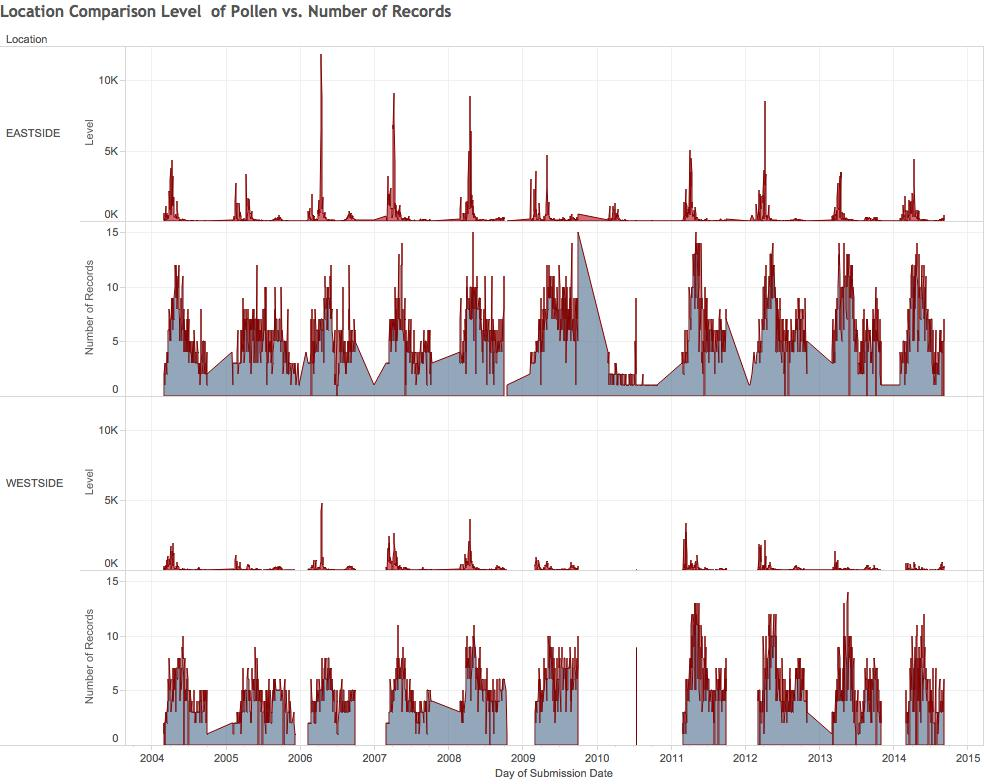 Location Comparison Level  of Pollen vs. Number of Records
Location
EASTSIDE
Level
10K
5K
0K
Number of Records
15
10
5
0
WESTSIDE
Level
10K
5K
0K
Number of Records
15
10
5
0
2004 2005 2006 2007 2008 2009 2010 2011 2012 2013 2014 2015
Day of Submission Date